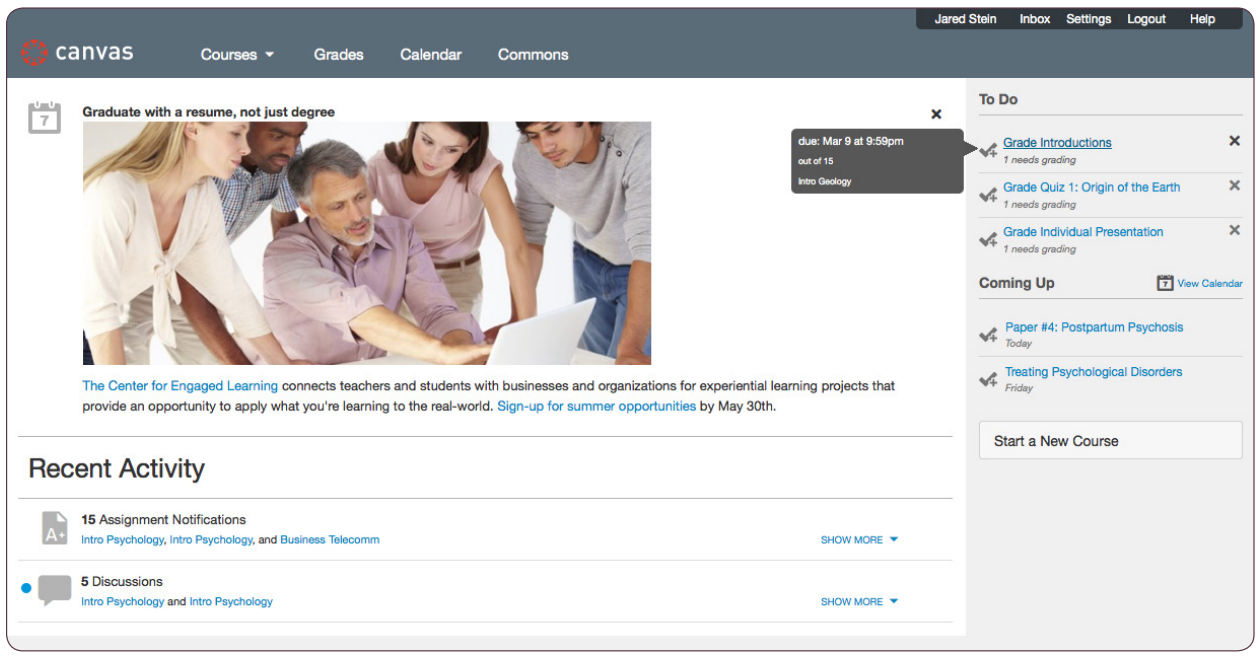 Jared Stein Inbox Settings Logout Help
canvas Courses Grades Calendar Commons
7
Graduate with a resume, not just degree
due: Mar 9 at 9:59pm
out of 15
Intro Geology
The Center for Engaged Learning connects teachers and students with businesses and organizations for experiential learning projects that
provide an opportunity to apply what you're learning to the real-world. Sign-up for summer opportunities by May 30th.
Recent Activity
A+
15 Assignment Notifications
Intro Psychology, Intro Psychology, and Business Telecomm SHOW MORE
5 Discussions
Intro Psychology and Intro Psychology SHOW MORE
To Do
Grade Introductions
1 needs grading
Grade Quiz 1: Origin of the Earth
1 needs grading
Grade Individual Presentation
1 needs grading
Coming Up 7 View Calendar
Paper #4: Postpartum Psychosis
Today
Treating Psychological Disorders
Friday
Start a New Course